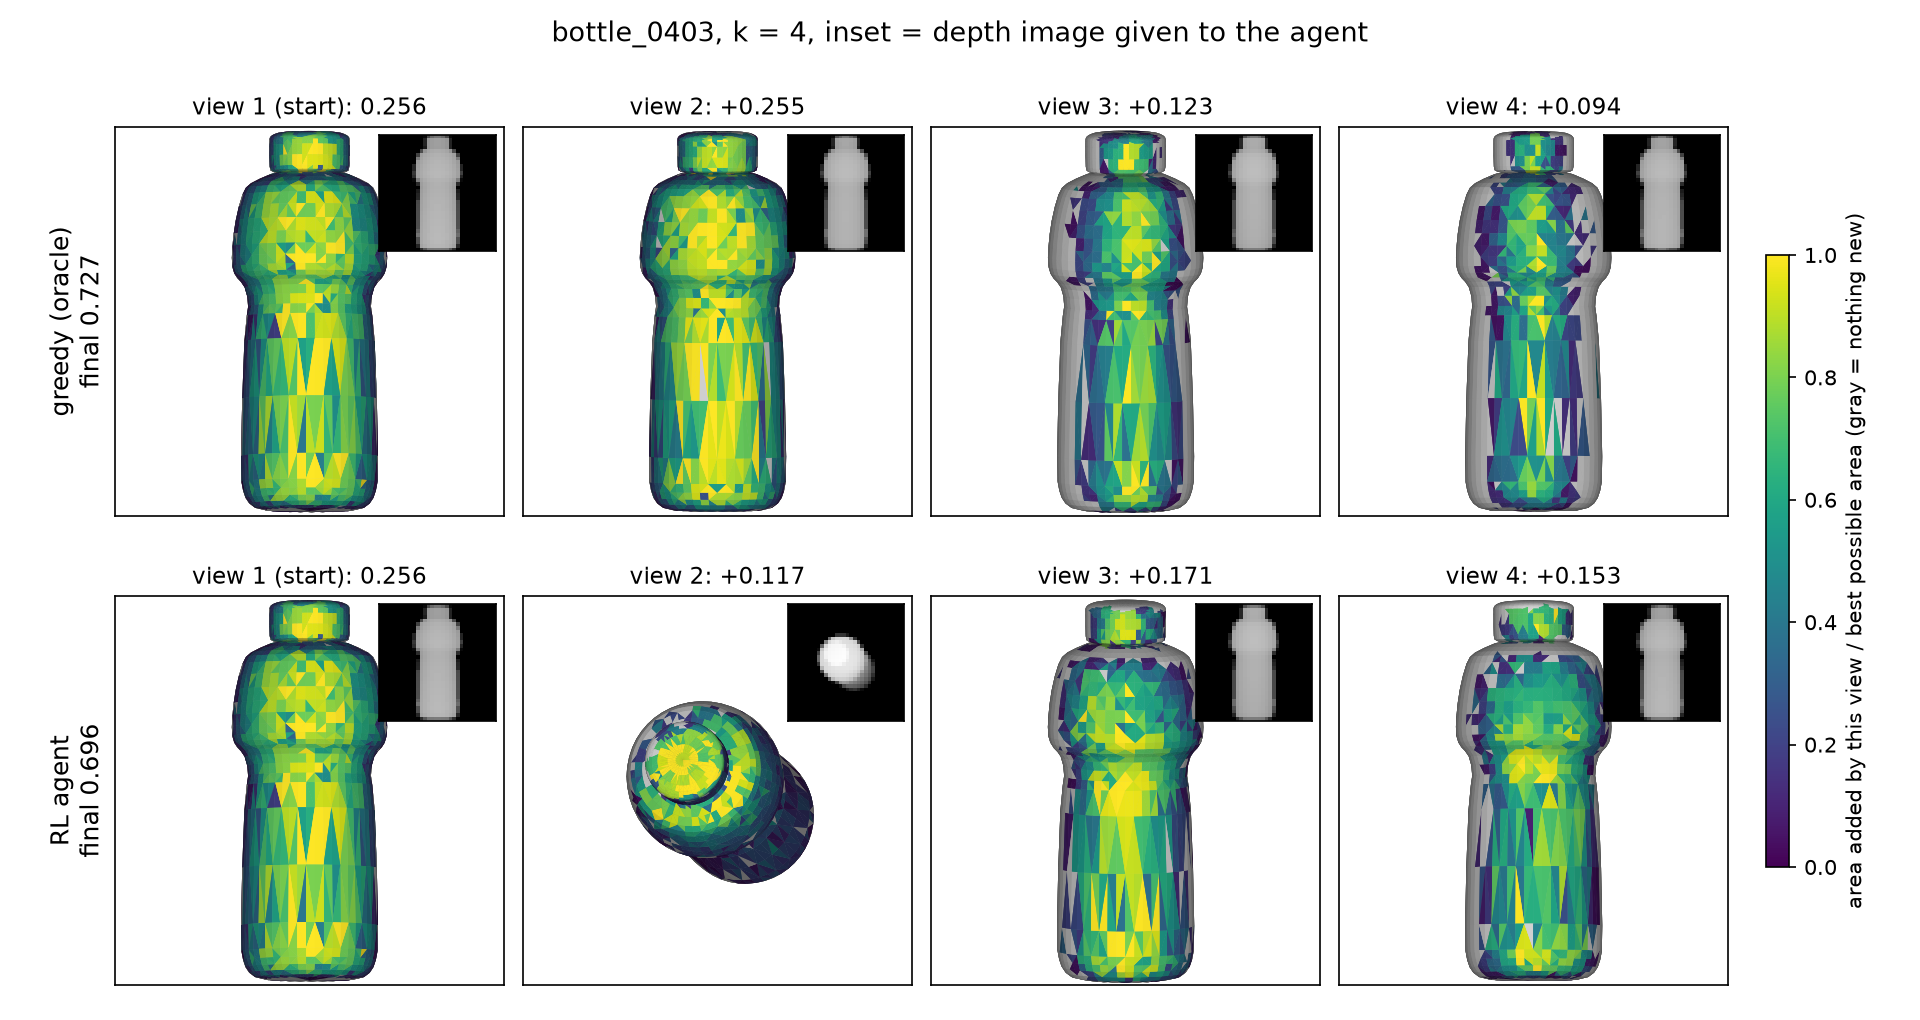 bottle_0403, k = 4, inset = depth image given to the agent
view 1 (start): 0.256
view 2: +0.255
view 3: +0.123
view 4: +0.094
greedy (oracle)
final 0.727
view 1 (start): 0.256
view 2: +0.117
view 3: +0.171
view 4: +0.153
RL agent
final 0.696
1.0
0.8
0.6
0.4
0.2
0.0
area added by this view / best possible area (gray = nothing new)